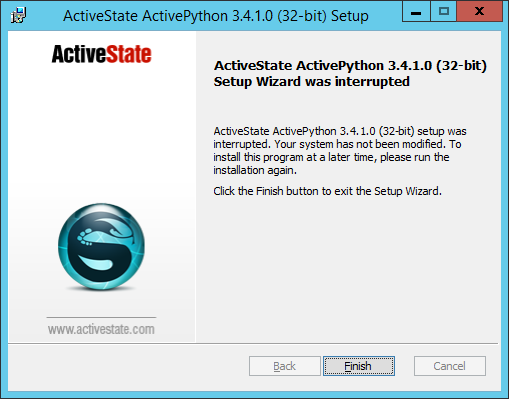 ActiveState ActivePython 3.4.1.0 (32-bit) Setup
ActiveState
ActiveState ActivePython 3.4.1.0 (32-bit)
Setup Wizard was interrupted
ActiveState ActivePython 3.4.1.0 (32-bit) setup was
interrupted. Your system has not been modified. To
install this program at a later time, please run the
installation again.
Click the Finish button to exit the Setup Wizard.
www.activestate.com
Back
Finish
Cancel